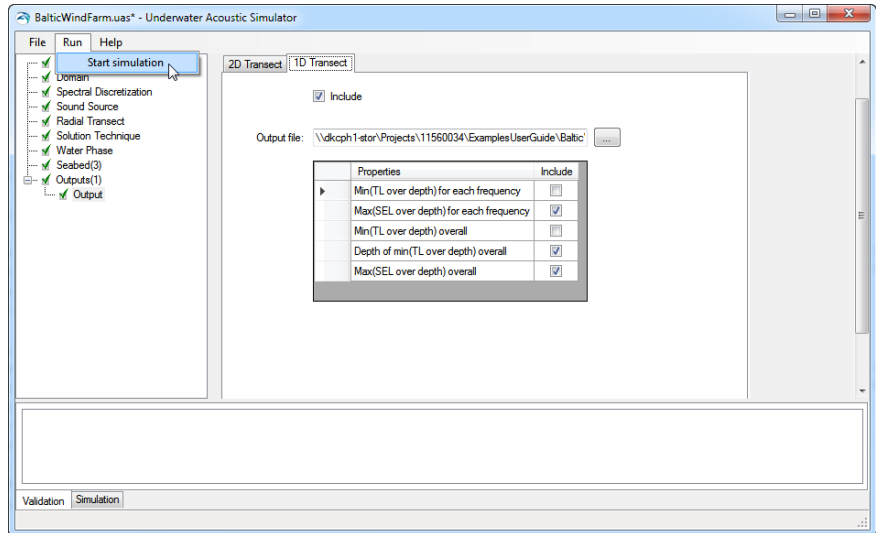 BalticWindFarm.uas* - Underwater Acoustic Simulator
File Run Help
Start simulation
Domain
Spectral Discretization
Sound Source
Radial Transect
Solution Technique
Water Phase
Seabed(3)
Outputs(1)
Output
2D Transect 1D Transect
Include
Output file: \\dkcph1-stor\Projects\11560034\ExamplesUserGuide\Baltic' ...
Properties Include
Min(TL over depth) for each frequency
Max(SEL over depth) for each frequency
Min(TL over depth) overall
Depth of min(TL over depth) overall
Max(SEL over depth) overall
Validation Simulation